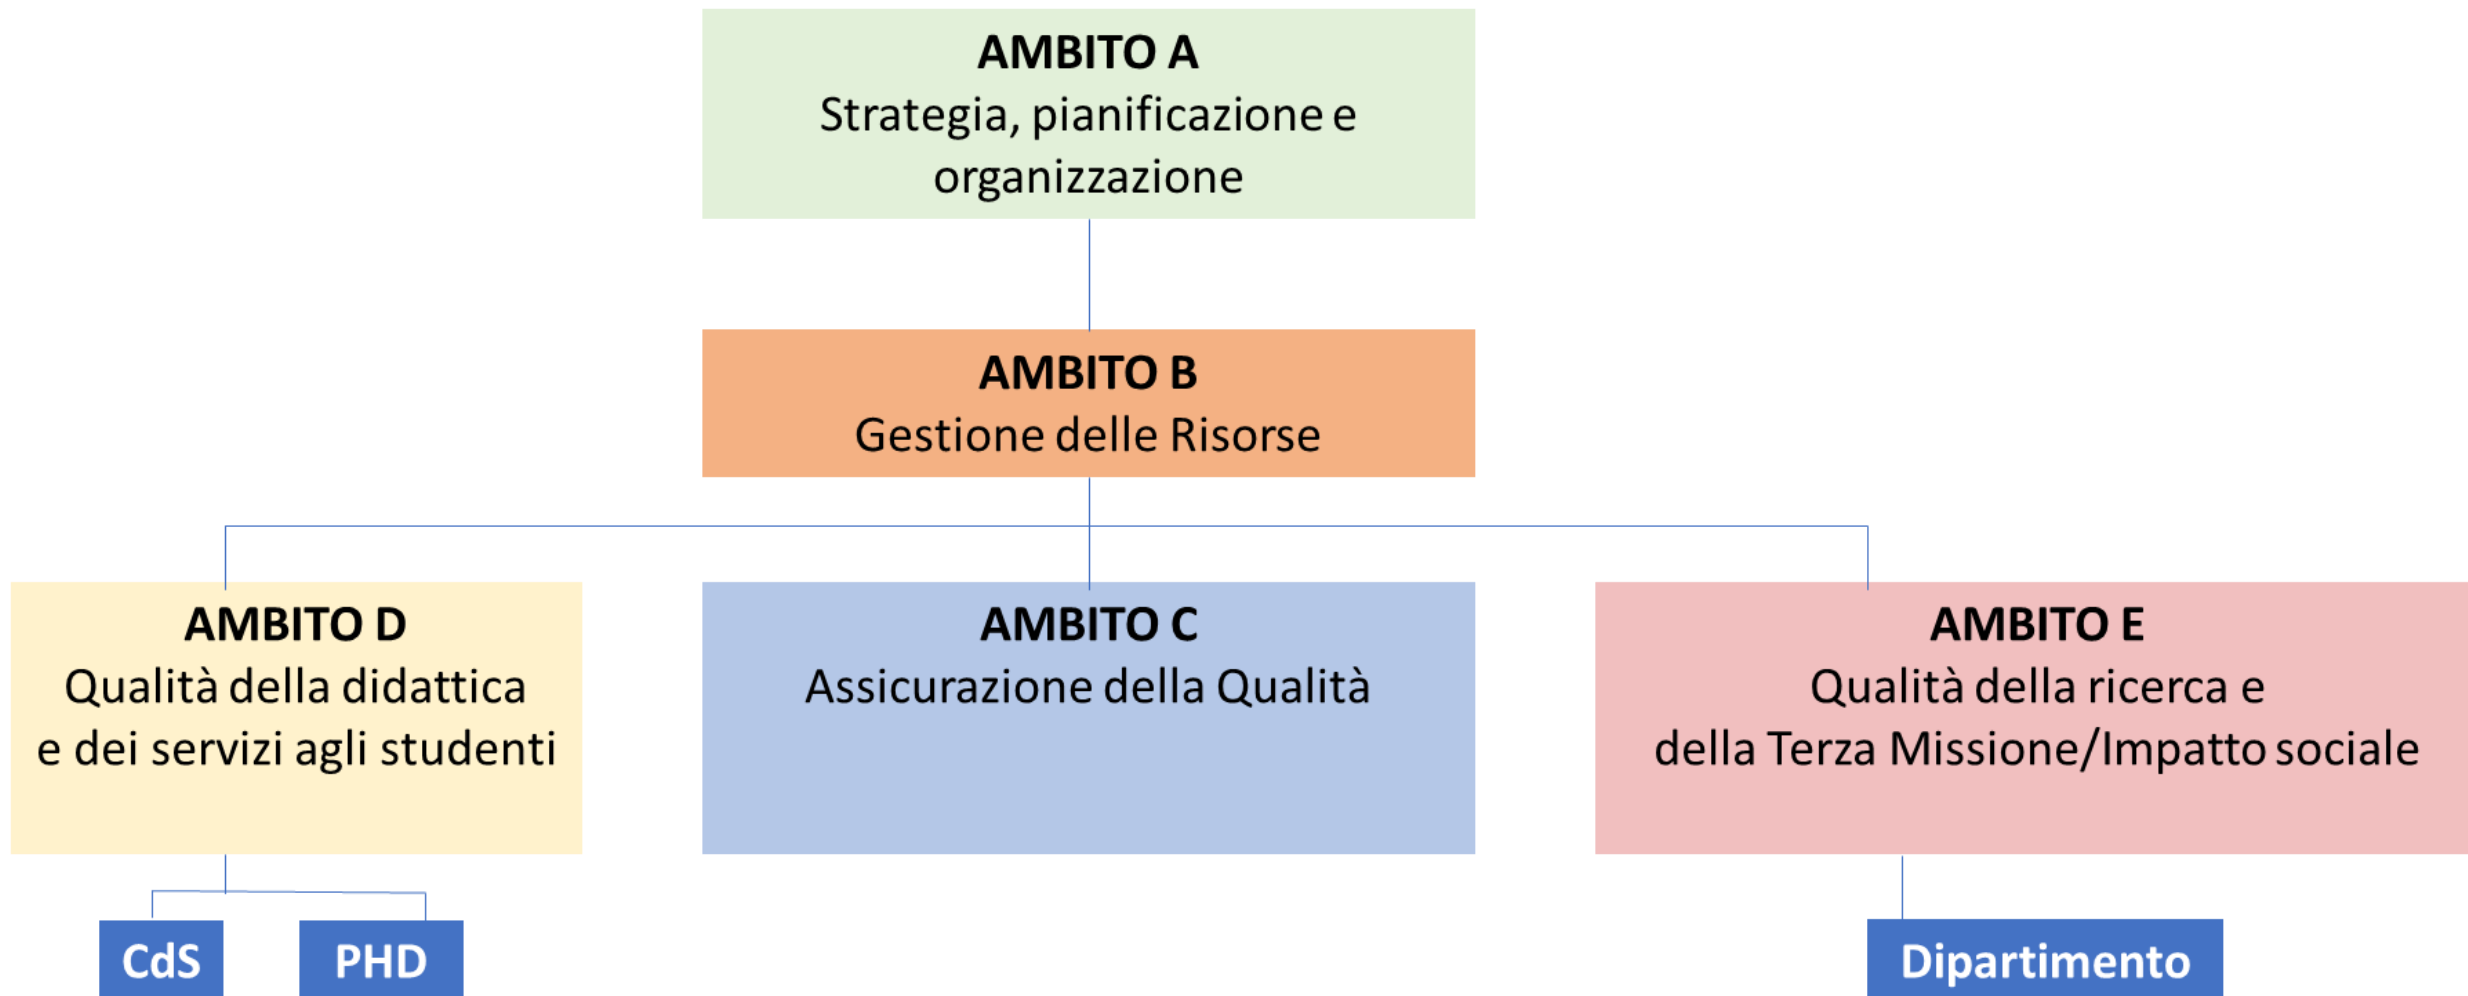 AMBITO A
Strategia, pianificazione e
organizzazione
AMBITO B
Gestione delle Risorse
AMBITO D
Qualità della didattica
e dei servizi agli studenti
AMBITO C
Assicurazione della Qualità
AMBITO E
Qualità della ricerca e
della Terza Missione/Impatto sociale
CdS
PHD
Dipartimento